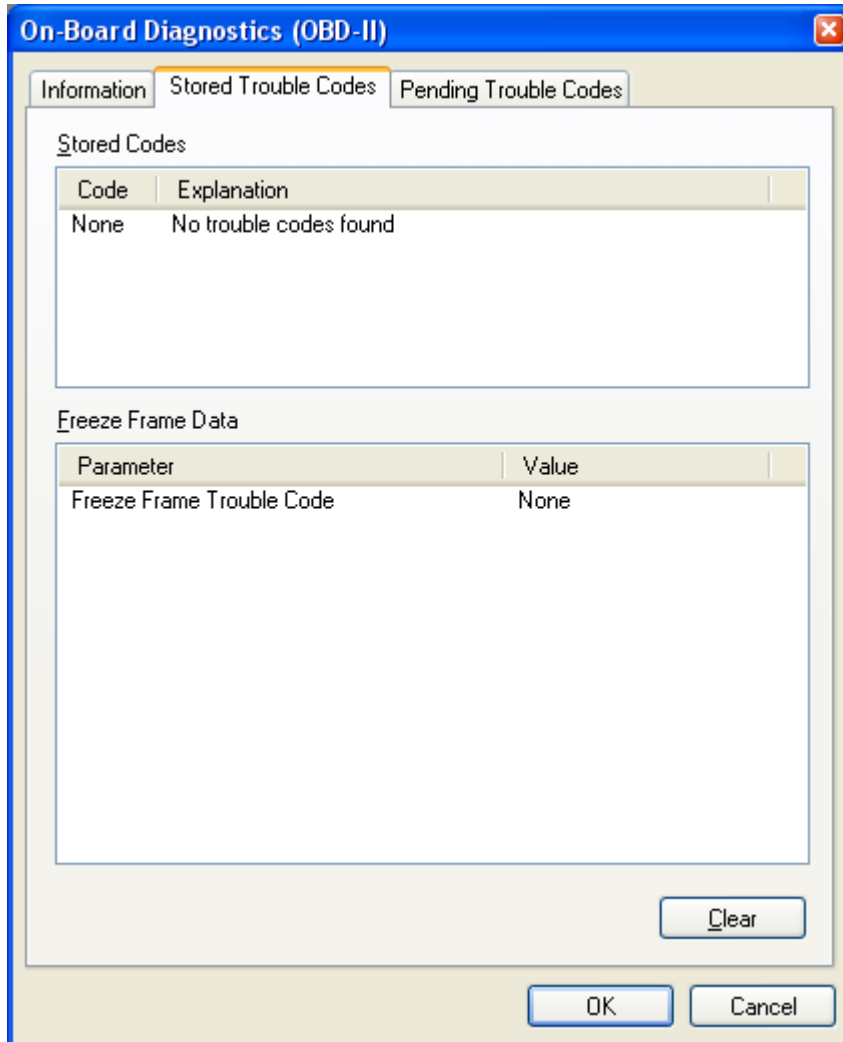 On-Board Diagnostics (OBD-II)
Information Stored Trouble Codes Pending Trouble Codes
Stored Codes
Code Explanation
None No trouble codes found
Freeze Frame Data
Parameter Value
Freeze Frame Trouble Code None
Clear
OK Cancel